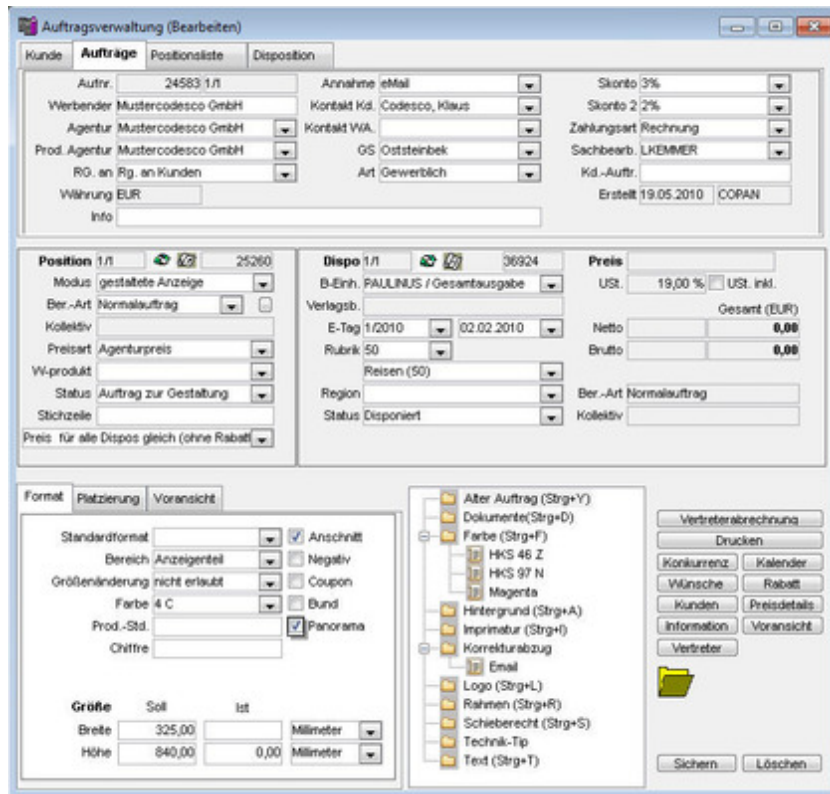 Auftragsverwaltung (Bearbeiten)
Kunde Aufträge Positionsliste Disposition
Autnr. 24583 1/1 Annahme eMail Skonto 3%
Werbender Mustercodesco GmbH Kontakt Kd. Codesco, Klaus Skonto 2 2%
Agentur Mustercodesco GmbH Kontakt WA. Zahlungsart Rechnung
Prod. Agentur Mustercodesco GmbH GS Oststeinbek Sachbearb. LKEMMER
RG. an Rg. an Kunden Art Gewerblich Kd.-Auftr.
Währung EUR Erstellt 19.05.2010 COPAN
Info
Position 1/1 25260 Dispo 1/1 36924 Preis
Modus gestaltete Anzeige B-Einh. PAULINUS / Gesamtausgabe USt. 19,00 % USt. inkl.
Ber.-Art Normalauftrag Verlagsb. Gesamt (EUR)
Kollektiv E-Tag 1/2010 02.02.2010 Netto 0,00
Preisart Agenturpreis Rubrik 50 Brutto 0,00
W-produkt Reisen (50)
Status Auftrag zur Gestaltung Region Ber.-Art Normalauftrag
Stichzeile Status Disponiert Kollektiv
Preis für alle Dispos gleich (ohne Rabatt
Format Platzierung Voransicht
Standardformat Anschnitt
Bereich Anzeigenteil Negativ
Größenänderung nicht erlaubt Coupon
Farbe 4 C Bund
Prod.-Std. Panorama
Chiffre
Größe Soll Ist
Breite 325,00 Millimeter
Höhe 840,00 0,00 Millimeter
Alter Auftrag (Strg+Y)
Dokumente(Strg+D)
Farbe (Strg+F)
HKS 46 Z
HKS 97 N
Magenta
Hintergrund (Strg+A)
Imprimatur (Strg+I)
Korrekturabzug
Email
Logo (Strg+L)
Rahmen (Strg+R)
Schieberecht (Strg+S)
Technik-Tip
Text (Strg+T)
Vertreterabrechnung
Drucken
Konkurrenz Kalender
Wünsche Rabatt
Kunden Preisdetails
Information Voransicht
Vertreter
Sichern Löschen